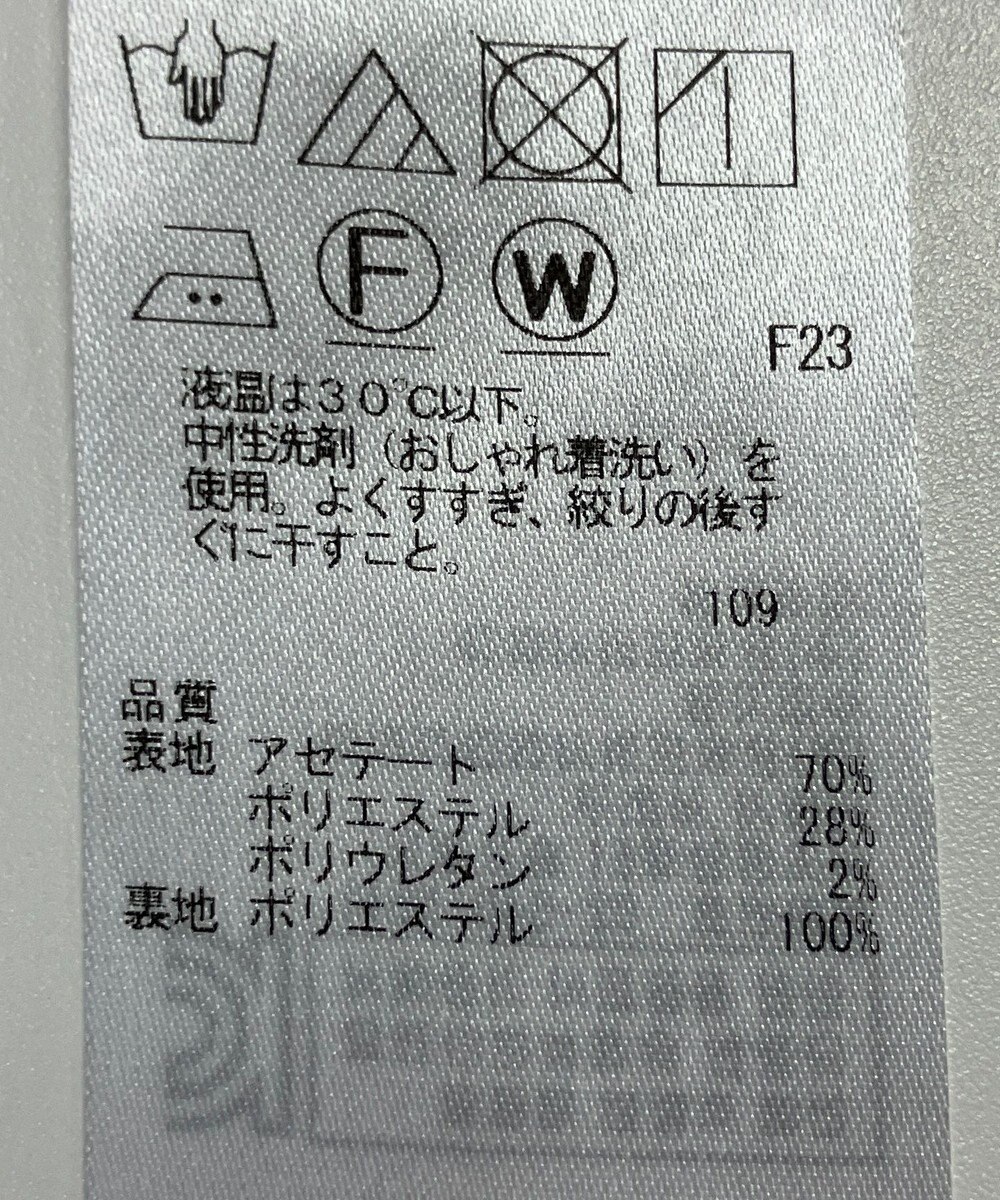 F
W
F23
液温は30℃以下。
中性洗剤（おしゃれ着洗い）を
使用。よくすすぎ、絞りの後す
ぐに干すこと。
109
品質
表地 アセテート 70%
ポリエステル 28%
ポリウレタン 2%
裏地 ポリエステル 100%